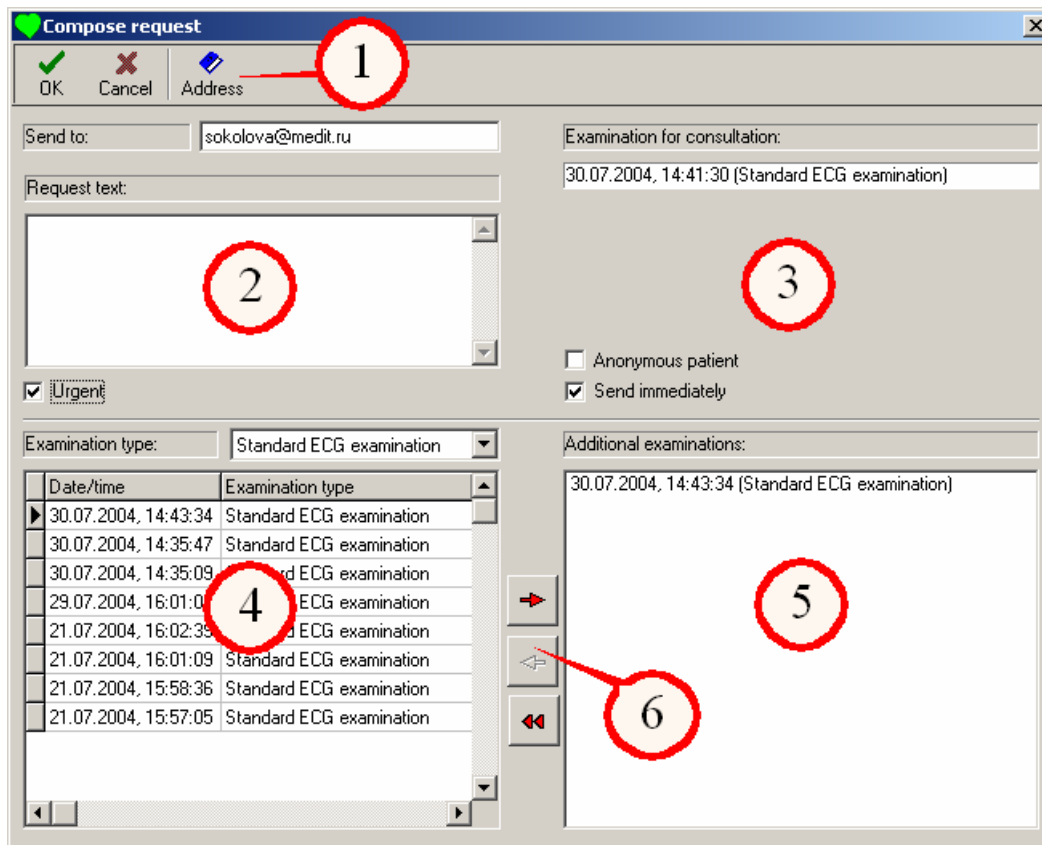 Compose request
OK Cancel Address
1
Send to: sokolova@medit.ru
Request text:
2
Urgent
Examination for consultation:
30.07.2004, 14:41:30 (Standard ECG examination)
3
Anonymous patient
Send immediately
Examination type: Standard ECG examination
Date/time Examination type
30.07.2004, 14:43:34 Standard ECG examination
30.07.2004, 14:35:47 Standard ECG examination
30.07.2004, 14:35:09 ECG examination
29.07.2004, ECG examination
21.07.2004, 16:02:39 ECG examination
21.07.2004, 16:01:09 Standard ECG examination
21.07.2004, 15:58:36 Standard ECG examination
21.07.2004, 15:57:05 Standard ECG examination
4
6
Additional examinations:
30.07.2004, 14:43:34 (Standard ECG examination)
5